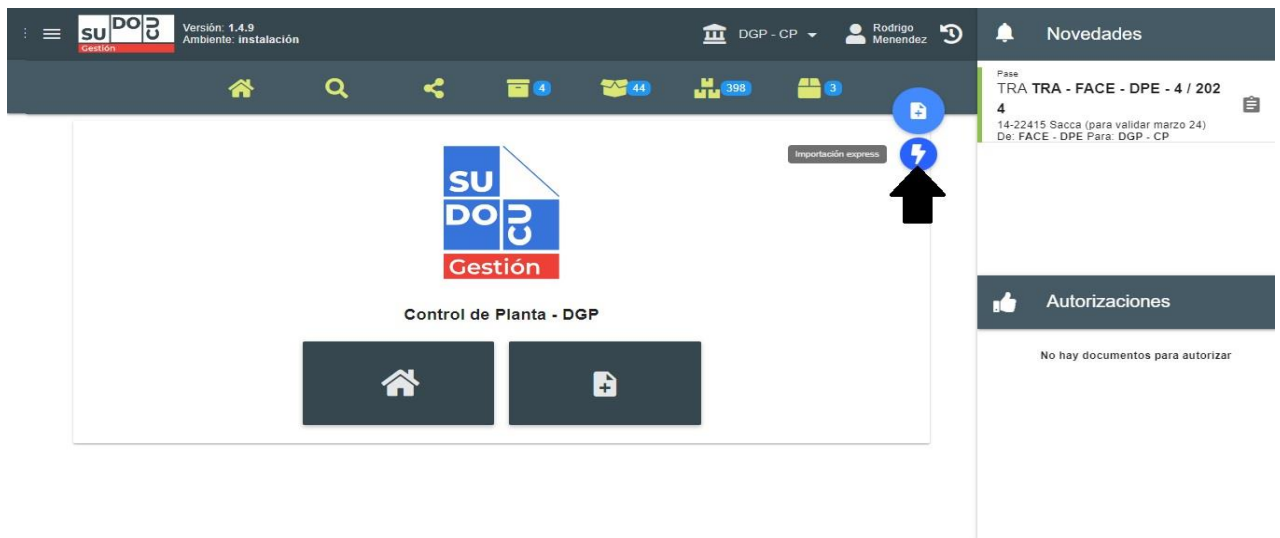 SU DO CU
Gestión
Versión: 1.4.9
Ambiente: instalación
DGP - CP
Rodrigo
Menendez
Novedades
4
44
398
3
Pase
TRA TRA - FACE - DPE - 4 / 202
4
14-22415 Sacca (para validar marzo 24)
De: FACE - DPE Para: DGP - CP
Importación express
SU
DO CU
Gestión
Control de Planta - DGP
Autorizaciones
No hay documentos para autorizar